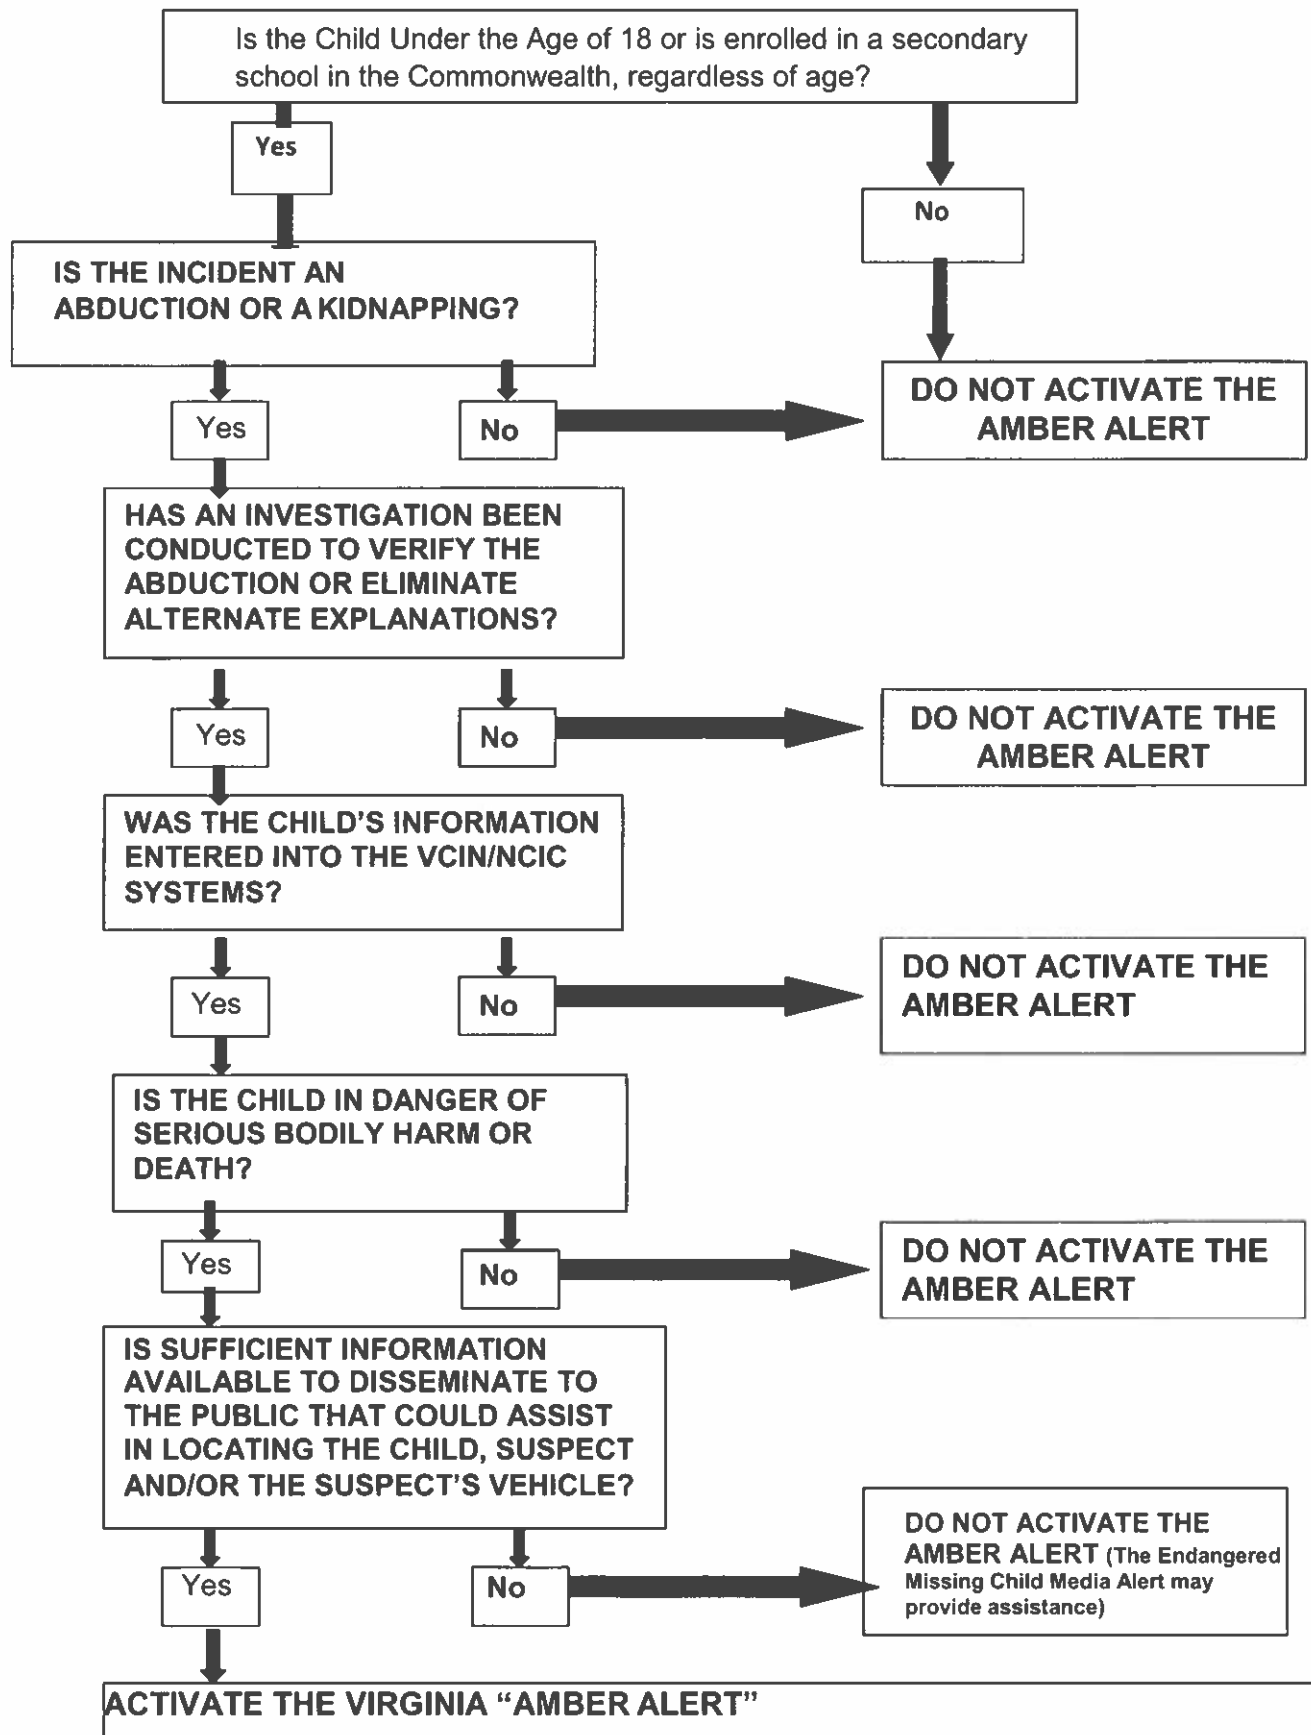 Is the Child Under the Age of 18 or is enrolled in a secondary
school in the Commonwealth, regardless of age?
Yes
No
IS THE INCIDENT AN
ABDUCTION OR A KIDNAPPING?
DO NOT ACTIVATE THE
AMBER ALERT
Yes
No
HAS AN INVESTIGATION BEEN
CONDUCTED TO VERIFY THE
ABDUCTION OR ELIMINATE
ALTERNATE EXPLANATIONS?
Yes
No
DO NOT ACTIVATE THE
AMBER ALERT
WAS THE CHILD'S INFORMATION
ENTERED INTO THE VCIN/NCIC
SYSTEMS?
Yes
No
DO NOT ACTIVATE THE
AMBER ALERT
IS THE CHILD IN DANGER OF
SERIOUS BODILY HARM OR
DEATH?
Yes
No
DO NOT ACTIVATE THE
AMBER ALERT
IS SUFFICIENT INFORMATION
AVAILABLE TO DISSEMINATE TO
THE PUBLIC THAT COULD ASSIST
IN LOCATING THE CHILD, SUSPECT
AND/OR THE SUSPECT'S VEHICLE?
Yes
No
DO NOT ACTIVATE THE
AMBER ALERT (The Endangered
Missing Child Media Alert may
provide assistance)
ACTIVATE THE VIRGINIA “AMBER ALERT”